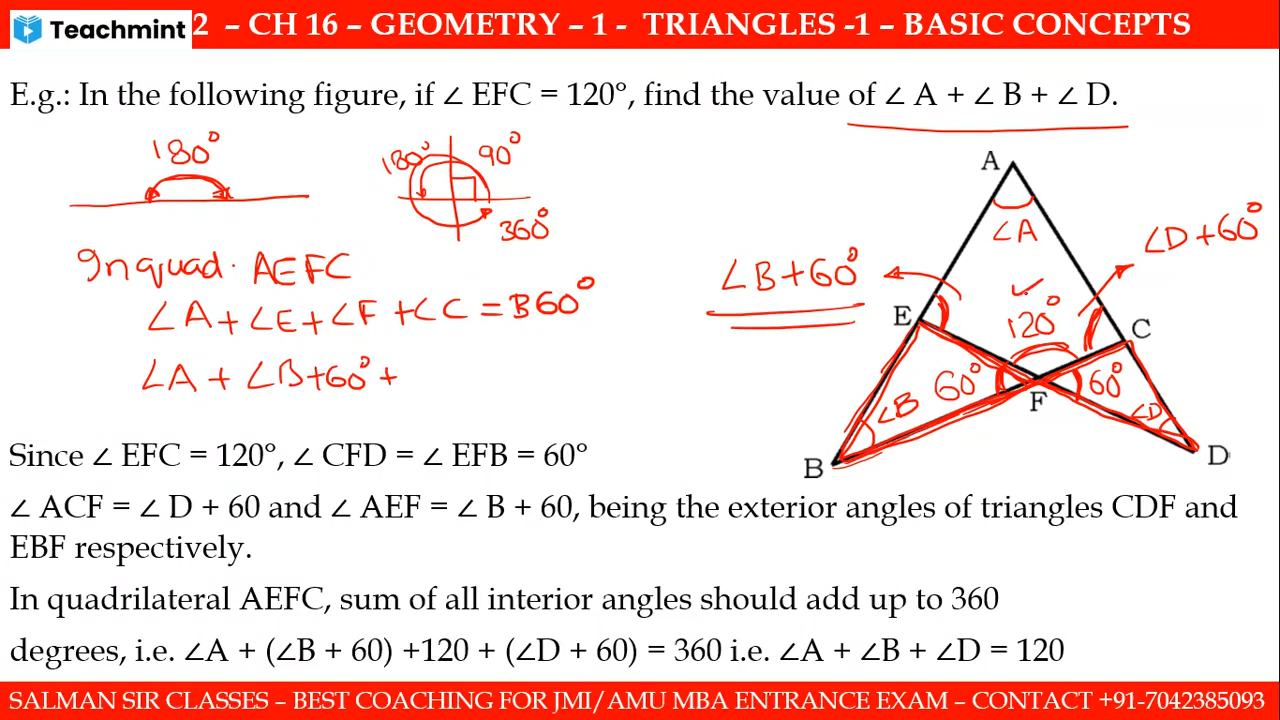 Teachmint 2 – CH 16 – GEOMETRY – 1 - TRIANGLES -1 – BASIC CONCEPTS
E.g.: In the following figure, if ∠ EFC = 120°, find the value of ∠ A + ∠ B + ∠ D.
180°
180° 90°
360°
In quad. AEFC
∠A + ∠E + ∠F + ∠C = 360°
∠A + ∠B + 60° +
A
∠A
∠D + 60°
∠B + 60°
E
120°
C
∠B
60°
F
60°
∠D
B
D
Since ∠ EFC = 120°, ∠ CFD = ∠ EFB = 60°
∠ ACF = ∠ D + 60 and ∠ AEF = ∠ B + 60, being the exterior angles of triangles CDF and
EBF respectively.
In quadrilateral AEFC, sum of all interior angles should add up to 360
degrees, i.e. ∠A + (∠B + 60) +120 + (∠D + 60) = 360 i.e. ∠A + ∠B + ∠D = 120
SALMAN SIR CLASSES – BEST COACHING FOR JMI/AMU MBA ENTRANCE EXAM – CONTACT +91-7042385093